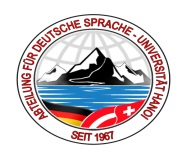 ABTEILUNG FÜR DEUTSCHE SPRACHE - UNIVERSITÄT HANOI
SEIT 1967